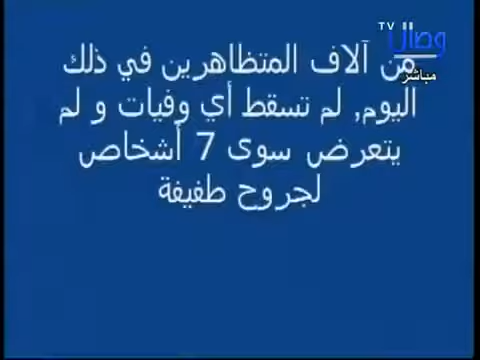 TV وصال
مباشر
من آلاف المتظاهرين في ذلك
اليوم, لم تسقط أي وفيات و لم
يتعرض سوى 7 أشخاص
لجروح طفيفة